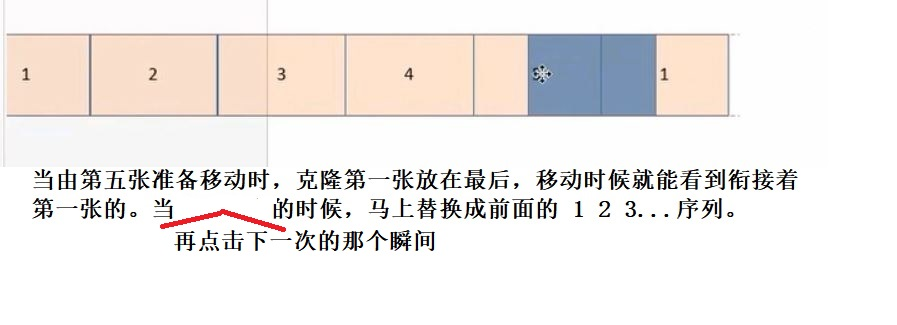 1 2 3 4 1
当由第五张准备移动时，克隆第一张放在最后，移动时候就能看到衔接着
第一张的。当 的时候，马上替换成前面的 1 2 3...序列。
再点击下一次的那个瞬间